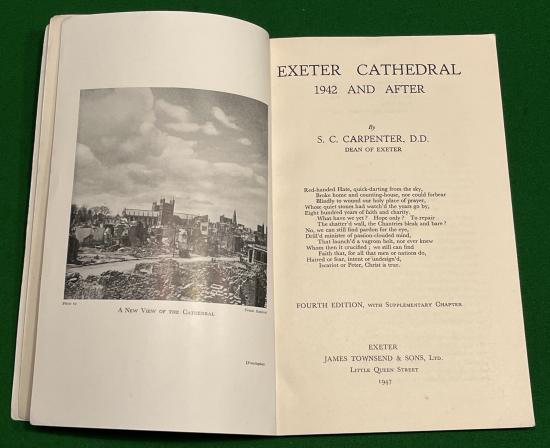 Photo by
Frank Santer
A New View of the Cathedral
[Frontispiece
EXETER CATHEDRAL
1942 AND AFTER
By
S. C. CARPENTER, D.D.
DEAN OF EXETER
Red-handed Hate, quick-darting from the sky,
Broke home and counting-house, nor could forbear
Blindly to wound our holy place of prayer,
Whose quiet stones had watch'd the years go by,
Eight hundred years of faith and charity.
What have we yet? Hope only? To repair
The shatter'd wall, the Chantries bleak and bare?
No, we can still find pardon for the eye,
Drill'd minister of passion-clouded mind,
That launch'd a vagrom bolt, nor ever knew
Whom then it crucified; we still can find
Faith that, for all that men or nations do,
Hatred or fear, intent or undesign'd,
Iscariot or Peter, Christ is true.
FOURTH EDITION, WITH SUPPLEMENTARY CHAPTER
EXETER
JAMES TOWNSEND & SONS, LTD.
LITTLE QUEEN STREET
1947